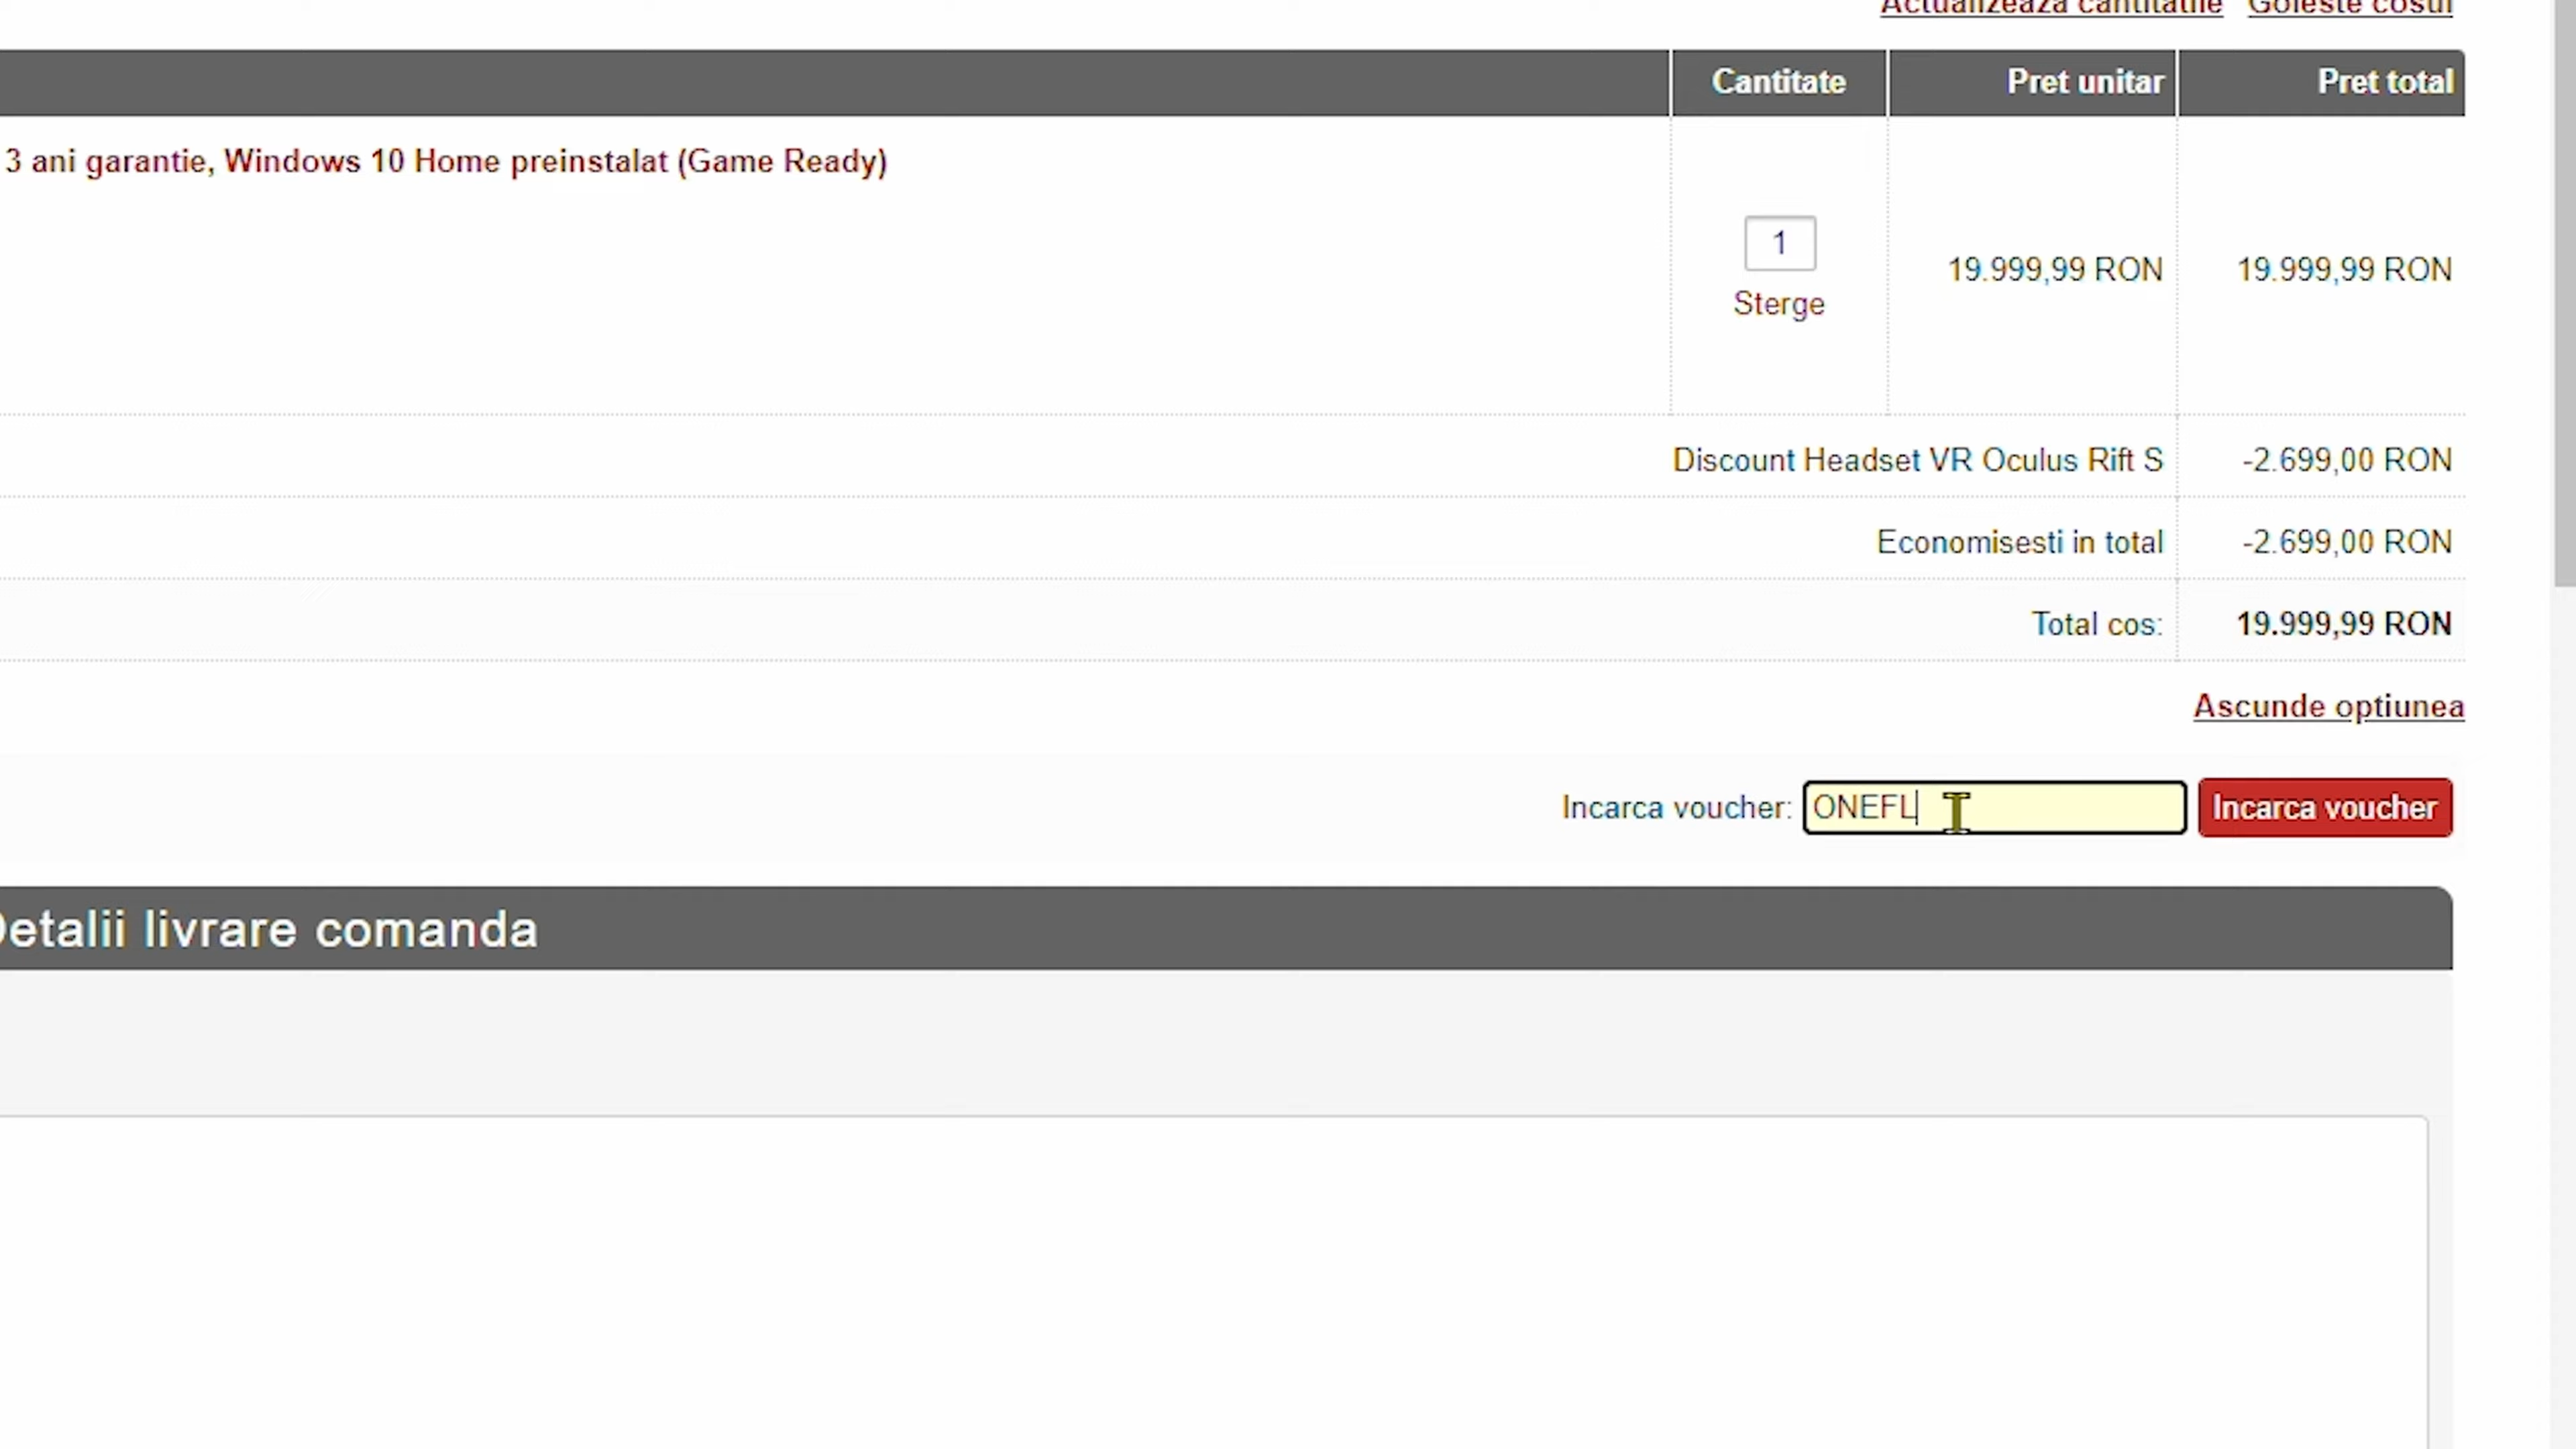 Actualizeaza cantitatile Goleste cosul
Cantitate Pret unitar Pret total
3 ani garantie, Windows 10 Home preinstalat (Game Ready)
1
19.999,99 RON 19.999,99 RON
Sterge
Discount Headset VR Oculus Rift S -2.699,00 RON
Economisesti in total -2.699,00 RON
Total cos: 19.999,99 RON
Ascunde optiunea
Incarca voucher: ONEFL Incarca voucher
Detalii livrare comanda